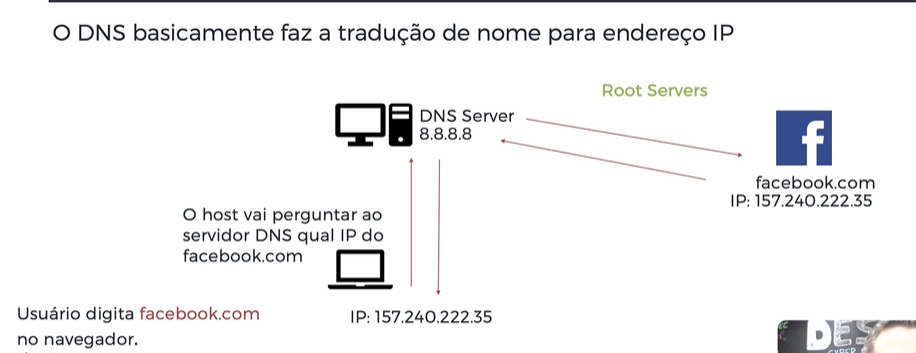 O DNS basicamente faz a tradução de nome para endereço IP
Root Servers
DNS Server
8.8.8.8
f
facebook.com
IP: 157.240.222.35
O host vai perguntar ao
servidor DNS qual IP do
facebook.com
Usuário digita facebook.com
no navegador.
IP: 157.240.222.35
DES
CYBER